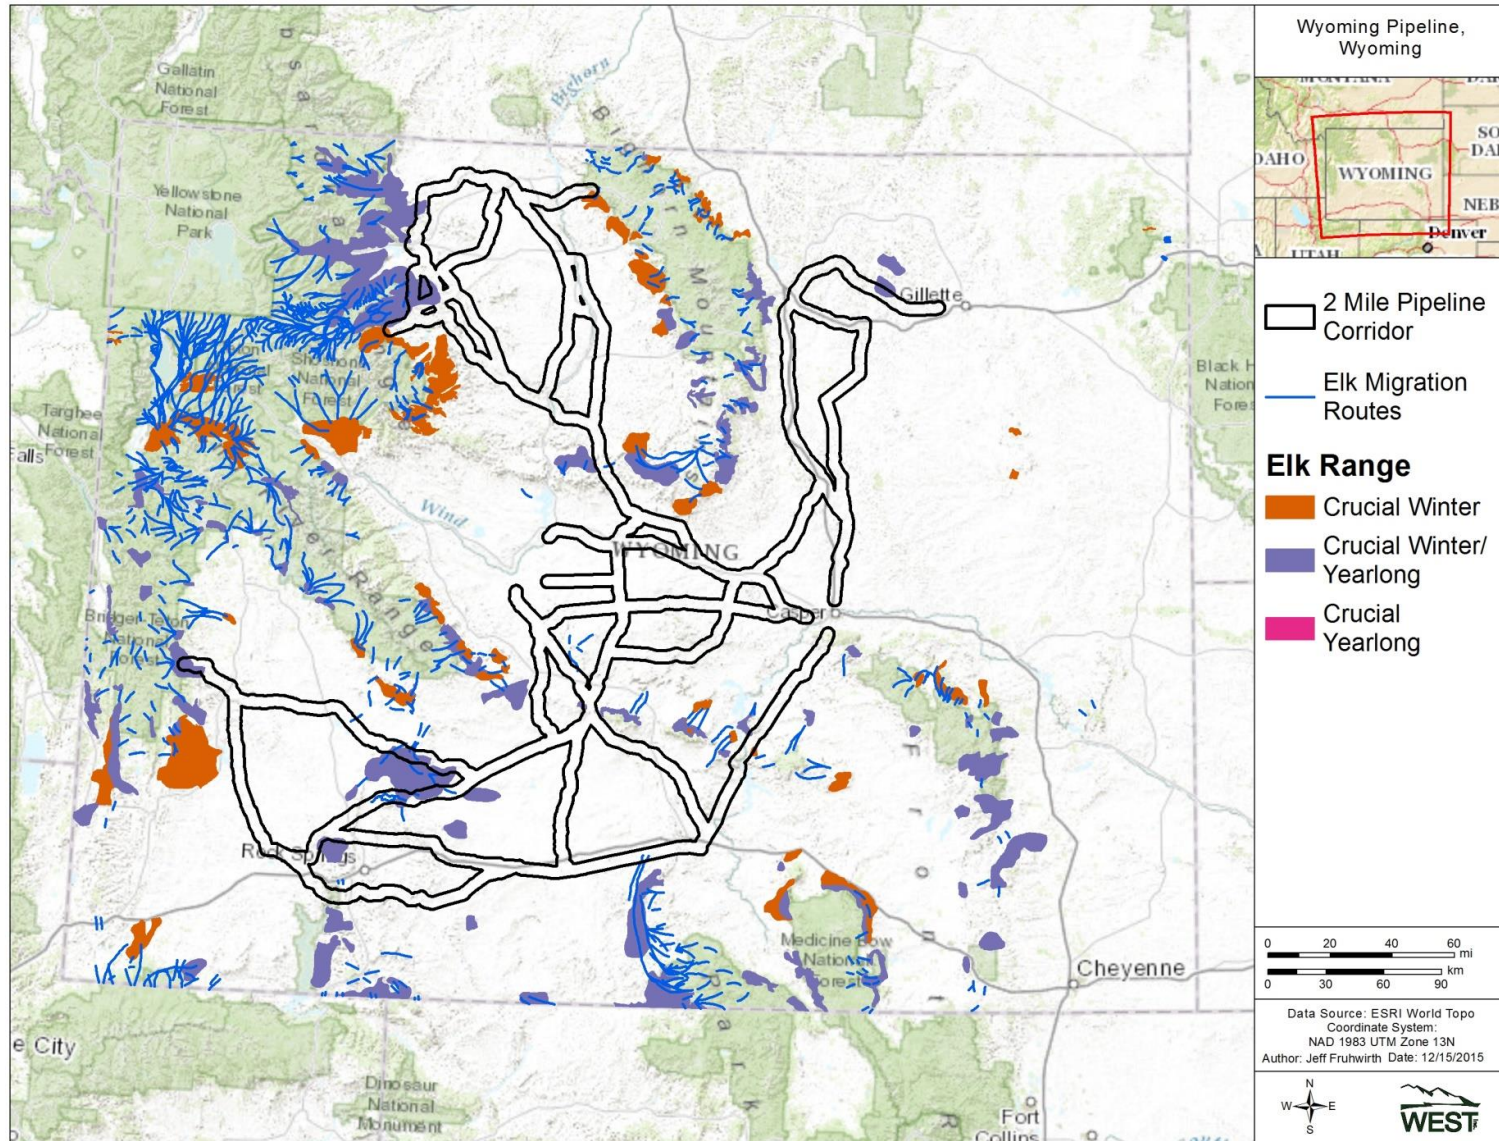 Gallatin
National
Forest
Bighorn
Yellowstone
National
Park
Gillette
Shoshone
National
Forest
Targhee
National
Forest
Wind
WYOMING
Casper
Bridger Teton
National
Forest
Rock Springs
Medicine Bow
National
Forest
Cheyenne
e City
Dinosaur
National
Monument
Fort
Collins
Black H
Nation
Fores
Wyoming Pipeline,
Wyoming
MONTANA
DAHO
WYOMING
SO
DA
NEB
Denver
UTAH
2 Mile Pipeline
Corridor
Elk Migration
Routes
Elk Range
Crucial Winter
Crucial Winter/
Yearlong
Crucial
Yearlong
0 20 40 60
mi
km
0 30 60 90
Data Source: ESRI World Topo
Coordinate System:
NAD 1983 UTM Zone 13N
Author: Jeff Fruhwirth Date: 12/15/2015
N
W E
S
WEST